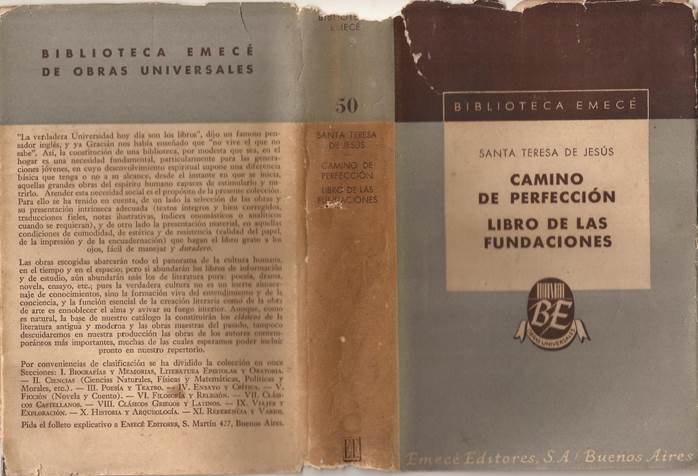 BIBLIOTECA EMECÉ
DE OBRAS UNIVERSALES
"La verdadera Universidad hoy día son los libros", dijo un famoso pen-
sador inglés, y ya Gracián nos había enseñado que "no vive el que no
sabe". Así, la constitución de una biblioteca, por modesta que sea, en el
hogar es una necesidad fundamental, particularmente para las genera-
ciones jóvenes, en cuyo desenvolvimiento espiritual supone una diferencia
básica que tenga o no a su alcance, desde el instante en que se inicia,
aquellas grandes obras del espíritu humano capaces de estimularlo y nu-
trirlo. Atender esta necesidad social es el propósito de la presente colección.
Para ello se ha tenido en cuenta, de un lado la selección de las obras y
su presentación intrínseca adecuada (textos íntegros y bien corregidos,
traducciones fieles, notas ilustrativas, índices onomásticos o analíticos
cuando se requieran), y de otro lado la presentación material, en aquellas
condiciones de comodidad, de estética y de resistencia (calidad del papel,
de la impresión y de la encuadernación) que hagan el libro grato a los
ojos, fácil de manejar y duradero.
Las obras escogidas abarcarán todo el panorama de la cultura humana,
en el tiempo y en el espacio; pero si abundarán los libros de información
y de estudio, aún abundarán más los de literatura pura: poesía, drama,
novela, ensayo, etc., pues la verdadera cultura no es un inerte almace-
naje de conocimientos, sino la formación viva del entendimiento y de la
conciencia, y la función esencial de la creación literaria como de la obra
de arte es ennoblecer el alma y avivar su fuego interior. Aunque, como
es natural, la base de nuestro catálogo la constituirán los clásicos de la
literatura antigua y moderna y las obras maestras del pasado, tampoco
descuidaremos en nuestra producción las obras de los autores contem-
poráneos más importantes, muchas de las cuales esperamos poder incluir
pronto en nuestro repertorio.
Por conveniencias de clasificación se ha dividido la colección en once
Secciones: I. Biografías y Memorias, Literatura Epistolar y Oratoria.
— II. Ciencias (Ciencias Naturales, Físicas y Matemáticas, Políticas y
Morales, etc.). — III. Poesía y Teatro. — IV. Ensayo y Crítica. — V.
Ficción (Novela y Cuento). — VI. Filosofía y Religión. — VII. Clási-
cos Castellanos. — VIII. Clásicos Griegos y Latinos. — IX. Viajes y
Exploración. — X. Historia y Arqueología. — XI. Referencia y Varios.
Pida el folleto explicativo a Emecé Editores, S. Martín 427, Buenos Aires.
BIBLIOTECA
EMECÉ
50
SANTA TERESA
DE JESÚS
CAMINO DE
PERFECCIÓN
LIBRO DE LAS
FUNDACIONES
BIBLIOTECA EMECÉ
SANTA TERESA DE JESÚS
CAMINO
DE PERFECCIÓN
LIBRO DE LAS
FUNDACIONES
BE
OBRAS UNIVERSALES
Emecé Editores, S.A / Buenos Aires